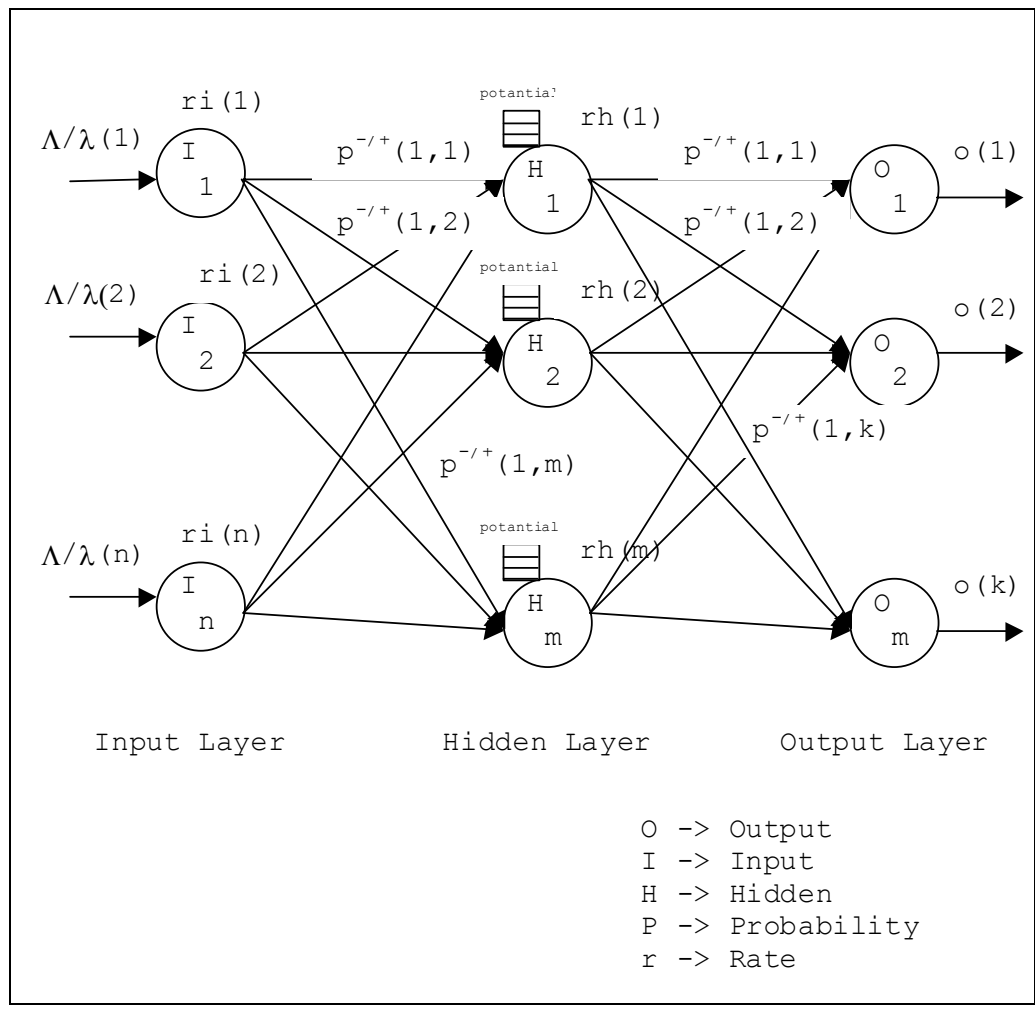 ri(1)
potantial
rh(1)
Λ/λ(1)
p⁻/⁺(1,1)
p⁻/⁺(1,1)
o(1)
I
1
H
1
O
1
p⁻/⁺(1,2)
p⁻/⁺(1,2)
ri(2)
potential
rh(2)
Λ/λ(2)
o(2)
I
2
H
2
O
2
p⁻/⁺(1,k)
p⁻/⁺(1,m)
ri(n)
potential
rh(m)
Λ/λ(n)
o(k)
I
n
H
m
O
m
Input Layer
Hidden Layer
Output Layer
O -> Output
I -> Input
H -> Hidden
P -> Probability
r -> Rate